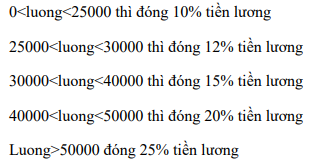 0<luong<25000 thì đóng 10% tiền lương
25000<luong<30000 thì đóng 12% tiền lương
30000<luong<40000 thì đóng 15% tiền lương
40000<luong<50000 thì đóng 20% tiền lương
Luong>50000 đóng 25% tiền lương